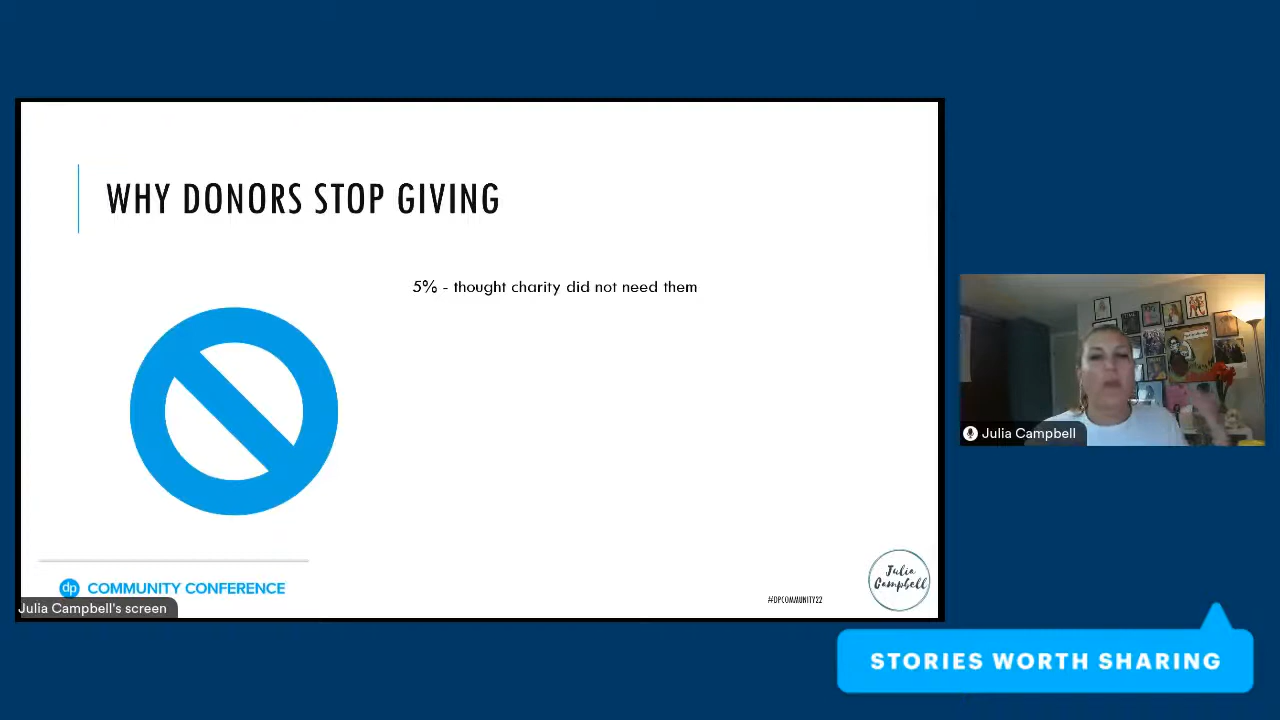 WHY DONORS STOP GIVING
5% - thought charity did not need them
dp COMMUNITY CONFERENCE
Julia Campbell's screen
#DPCOMMUNITY22
Julia
Campbell
Julia Campbell
STORIES WORTH SHARING